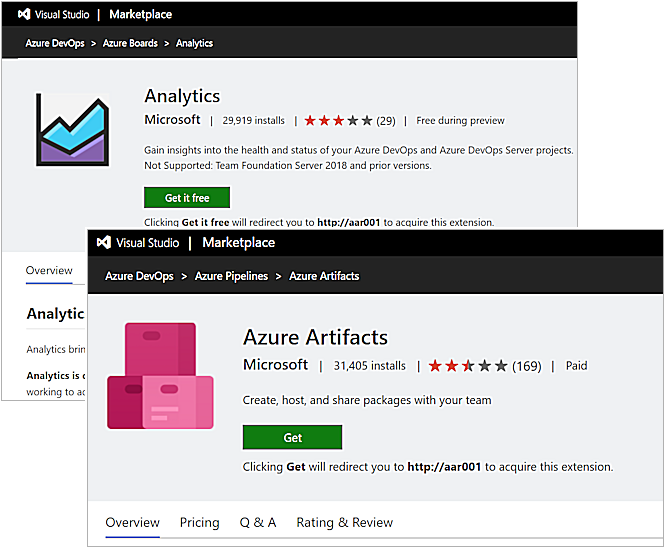 Visual Studio | Marketplace
Azure DevOps > Azure Boards > Analytics
Analytics
Microsoft | 29,919 installs | (29) | Free during preview
Gain insights into the health and status of your Azure DevOps and Azure DevOps Server projects.
Not Supported: Team Foundation Server 2018 and prior versions.
Get it free
Clicking Get it free will redirect you to http://aar001 to acquire this extension.
Overview
Analytic
Analytics brin
Analytics is
working to
Visual Studio | Marketplace
Azure DevOps > Azure Pipelines > Azure Artifacts
Azure Artifacts
Microsoft | 31,405 installs | (169) | Paid
Create, host, and share packages with your team
Get
Clicking Get will redirect you to http://aar001 to acquire this extension.
Overview Pricing Q & A Rating & Review